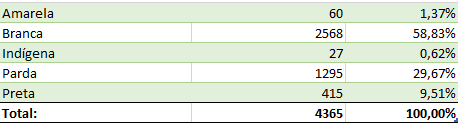 Amarela 60 1,37%
Branca 2568 58,83%
Indígena 27 0,62%
Parda 1295 29,67%
Preta 415 9,51%
Total: 4365 100,00%